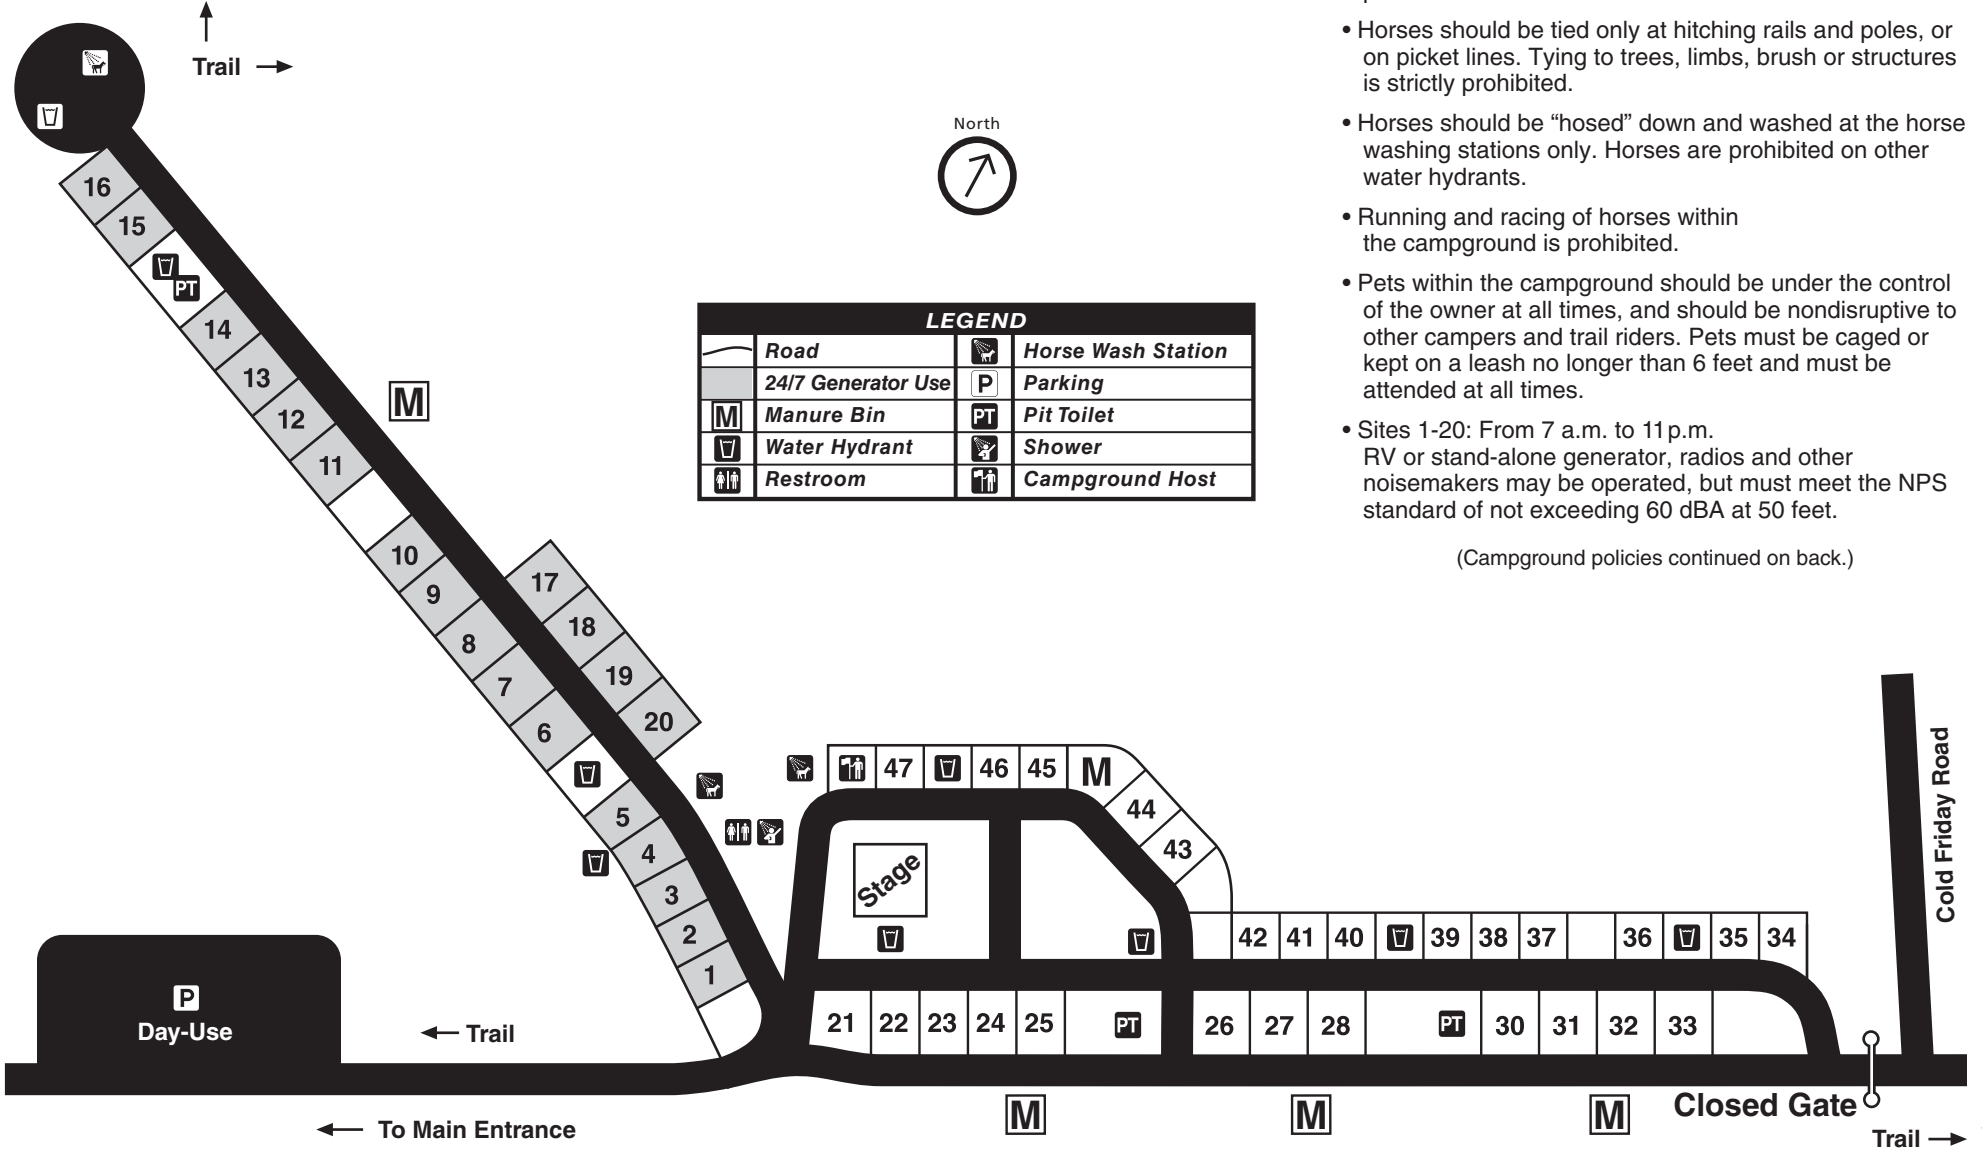 Trail
• Horses should be tied only at hitching rails and poles, or
on picket lines. Tying to trees, limbs, brush or structures
is strictly prohibited.
• Horses should be “hosed” down and washed at the horse
washing stations only. Horses are prohibited on other
water hydrants.
• Running and racing of horses within
the campground is prohibited.
• Pets within the campground should be under the control
of the owner at all times, and should be nondisruptive to
other campers and trail riders. Pets must be caged or
kept on a leash no longer than 6 feet and must be
attended at all times.
• Sites 1-20: From 7 a.m. to 11 p.m.
RV or stand-alone generator, radios and other
noisemakers may be operated, but must meet the NPS
standard of not exceeding 60 dBA at 50 feet.
(Campground policies continued on back.)
North
LEGEND
Road
Horse Wash Station
24/7 Generator Use
P Parking
M Manure Bin
PT Pit Toilet
Water Hydrant
Shower
Restroom
Campground Host
16
15
PT
14
13
12
11
M
10
9
8
7
6
17
18
19
20
5
4
3
2
1
47
46
45
M
44
43
Stage
42
41
40
39
38
37
36
35
34
21
22
23
24
25
PT
26
27
28
PT
30
31
32
33
Cold Friday Road
P
Day-Use
Trail
To Main Entrance
M
M
M
Closed Gate
Trail